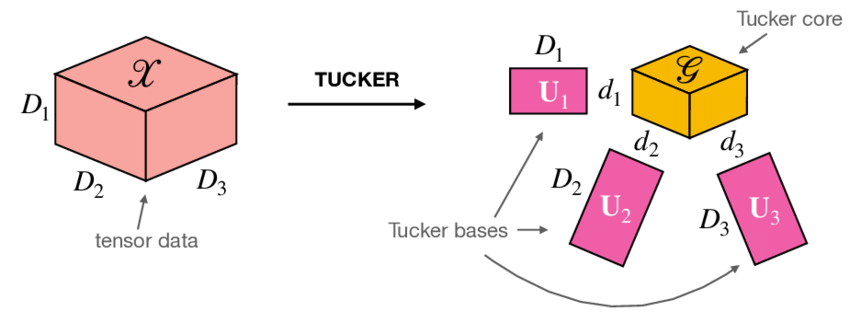 Tucker core
D₁
𝒳
𝒢
TUCKER
U₁
d₁
D₁
d₂
d₃
D₂
D₃
D₂
U₂
D₃
U₃
Tucker bases
tensor data